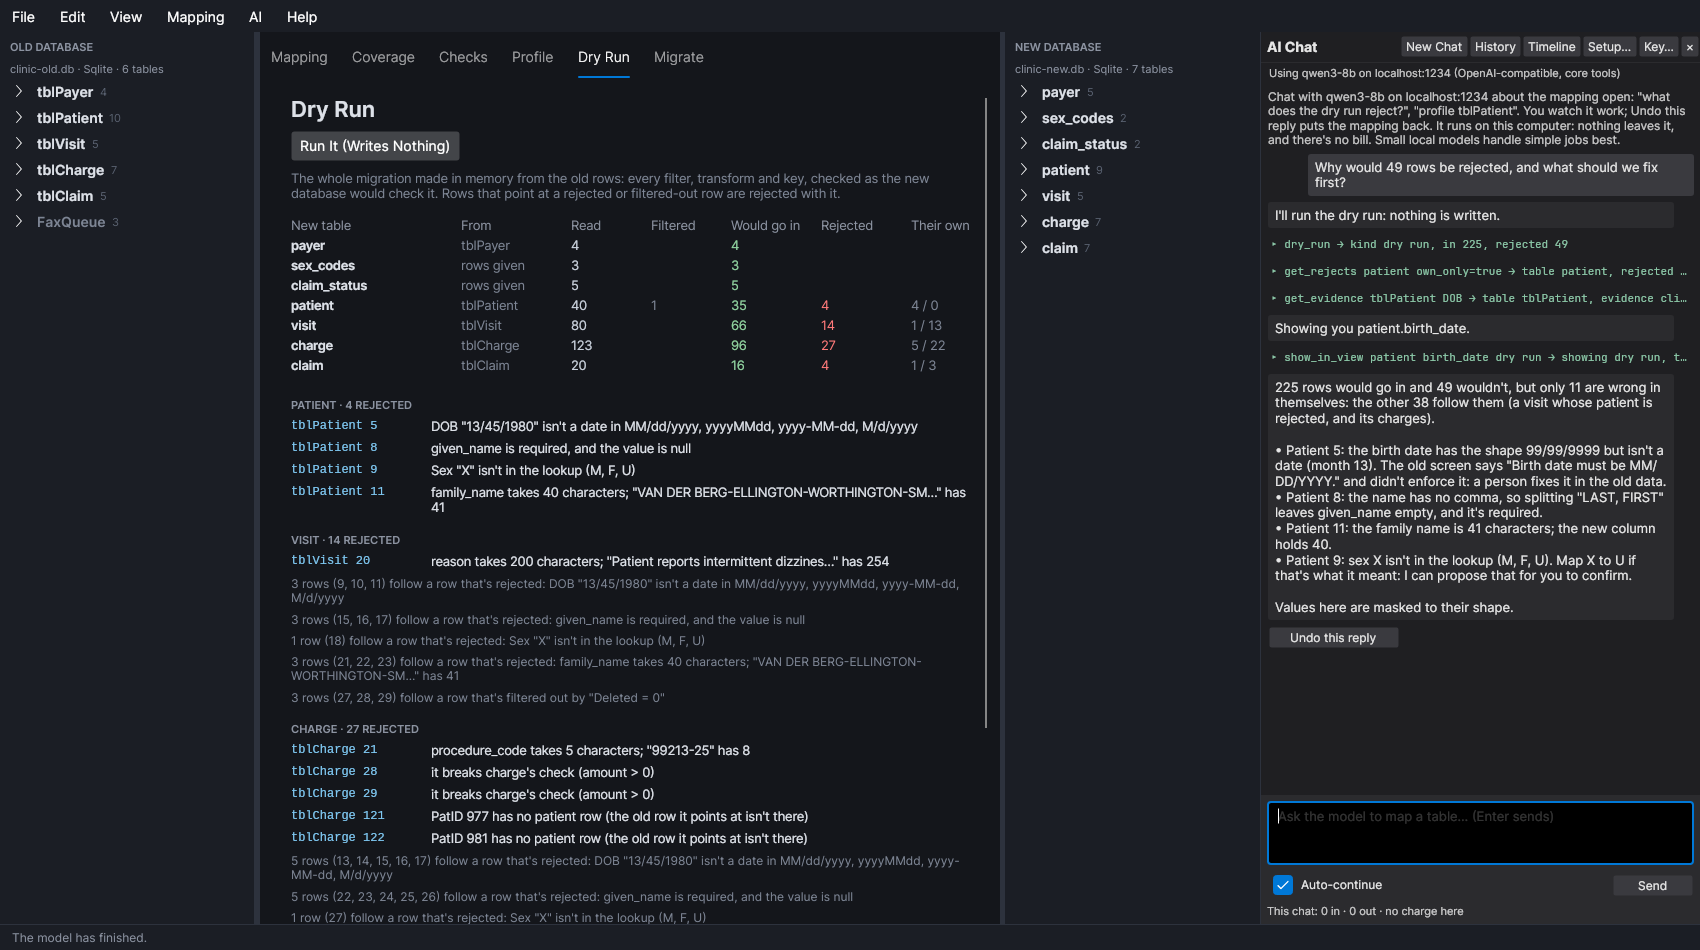 File Edit View Mapping AI Help
OLD DATABASE
clinic-old.db · Sqlite · 6 tables
tblPayer 4
tblPatient 10
tblVisit 5
tblCharge 7
tblClaim 5
FaxQueue 3
Mapping Coverage Checks Profile Dry Run Migrate
Dry Run
Run It (Writes Nothing)
The whole migration made in memory from the old rows: every filter, transform and key, checked as the new
database would check it. Rows that point at a rejected or filtered-out row are rejected with it.
New table From Read Filtered Would go in Rejected Their own
payer tblPayer 4 4
sex_codes rows given 3 3
claim_status rows given 5 5
patient tblPatient 40 1 35 4 4 / 0
visit tblVisit 80 66 14 1 / 13
charge tblCharge 123 96 27 5 / 22
claim tblClaim 20 16 4 1 / 3
PATIENT · 4 REJECTED
tblPatient 5 DOB "13/45/1980" isn't a date in MM/dd/yyyy, yyyyMMdd, yyyy-MM-dd, M/d/yyyy
tblPatient 8 given_name is required, and the value is null
tblPatient 9 Sex "X" isn't in the lookup (M, F, U)
tblPatient 11 family_name takes 40 characters; "VAN DER BERG-ELLINGTON-WORTHINGTON-SM..." has
41
VISIT · 14 REJECTED
tblVisit 20 reason takes 200 characters; "Patient reports intermittent dizzines..." has 254
3 rows (9, 10, 11) follow a row that's rejected: DOB "13/45/1980" isn't a date in MM/dd/yyyy, yyyyMMdd, yyyy-MM-dd,
M/d/yyyy
3 rows (15, 16, 17) follow a row that's rejected: given_name is required, and the value is null
1 row (18) follow a row that's rejected: Sex "X" isn't in the lookup (M, F, U)
3 rows (21, 22, 23) follow a row that's rejected: family_name takes 40 characters; "VAN DER BERG-ELLINGTON-
WORTHINGTON-SM..." has 41
3 rows (27, 28, 29) follow a row that's filtered out by "Deleted = 0"
CHARGE · 27 REJECTED
tblCharge 21 procedure_code takes 5 characters; "99213-25" has 8
tblCharge 28 it breaks charge's check (amount > 0)
tblCharge 29 it breaks charge's check (amount > 0)
tblCharge 121 PatID 977 has no patient row (the old row it points at isn't there)
tblCharge 122 PatID 981 has no patient row (the old row it points at isn't there)
5 rows (13, 14, 15, 16, 17) follow a row that's rejected: DOB "13/45/1980" isn't a date in MM/dd/yyyy, yyyyMMdd, yyyy-
MM-dd, M/d/yyyy
5 rows (22, 23, 24, 25, 26) follow a row that's rejected: given_name is required, and the value is null
1 row (27) follow a row that's rejected: Sex "X" isn't in the lookup (M, F, U)
NEW DATABASE
clinic-new.db · Sqlite · 7 tables
payer 5
sex_codes 2
claim_status 2
patient 9
visit 5
charge 7
claim 7
AI Chat New Chat History Timeline Setup... Key... ×
Using qwen3-8b on localhost:1234 (OpenAI-compatible, core tools)
Chat with qwen3-8b on localhost:1234 about the mapping open: "what
does the dry run reject?", "profile tblPatient". You watch it work; Undo this
reply puts the mapping back. It runs on this computer: nothing leaves it,
and there's no bill. Small local models handle simple jobs best.
Why would 49 rows be rejected, and what should we fix
first?
I'll run the dry run: nothing is written.
dry_run → kind dry run, in 225, rejected 49
get_rejects patient own_only=true → table patient, rejected …
get_evidence tblPatient DOB → table tblPatient, evidence cli…
Showing you patient.birth_date.
show_in_view patient birth_date dry run → showing dry run, t…
225 rows would go in and 49 wouldn't, but only 11 are wrong in
themselves: the other 38 follow them (a visit whose patient is
rejected, and its charges).
• Patient 5: the birth date has the shape 99/99/9999 but isn't a
date (month 13). The old screen says "Birth date must be MM/
DD/YYYY." and didn't enforce it: a person fixes it in the old data.
• Patient 8: the name has no comma, so splitting "LAST, FIRST"
leaves given_name empty, and it's required.
• Patient 11: the family name is 41 characters; the new column
holds 40.
• Patient 9: sex X isn't in the lookup (M, F, U). Map X to U if
that's what it meant: I can propose that for you to confirm.
Values here are masked to their shape.
Undo this reply
Ask the model to map a table... (Enter sends)
Auto-continue Send
This chat: 0 in · 0 out · no charge here
The model has finished.